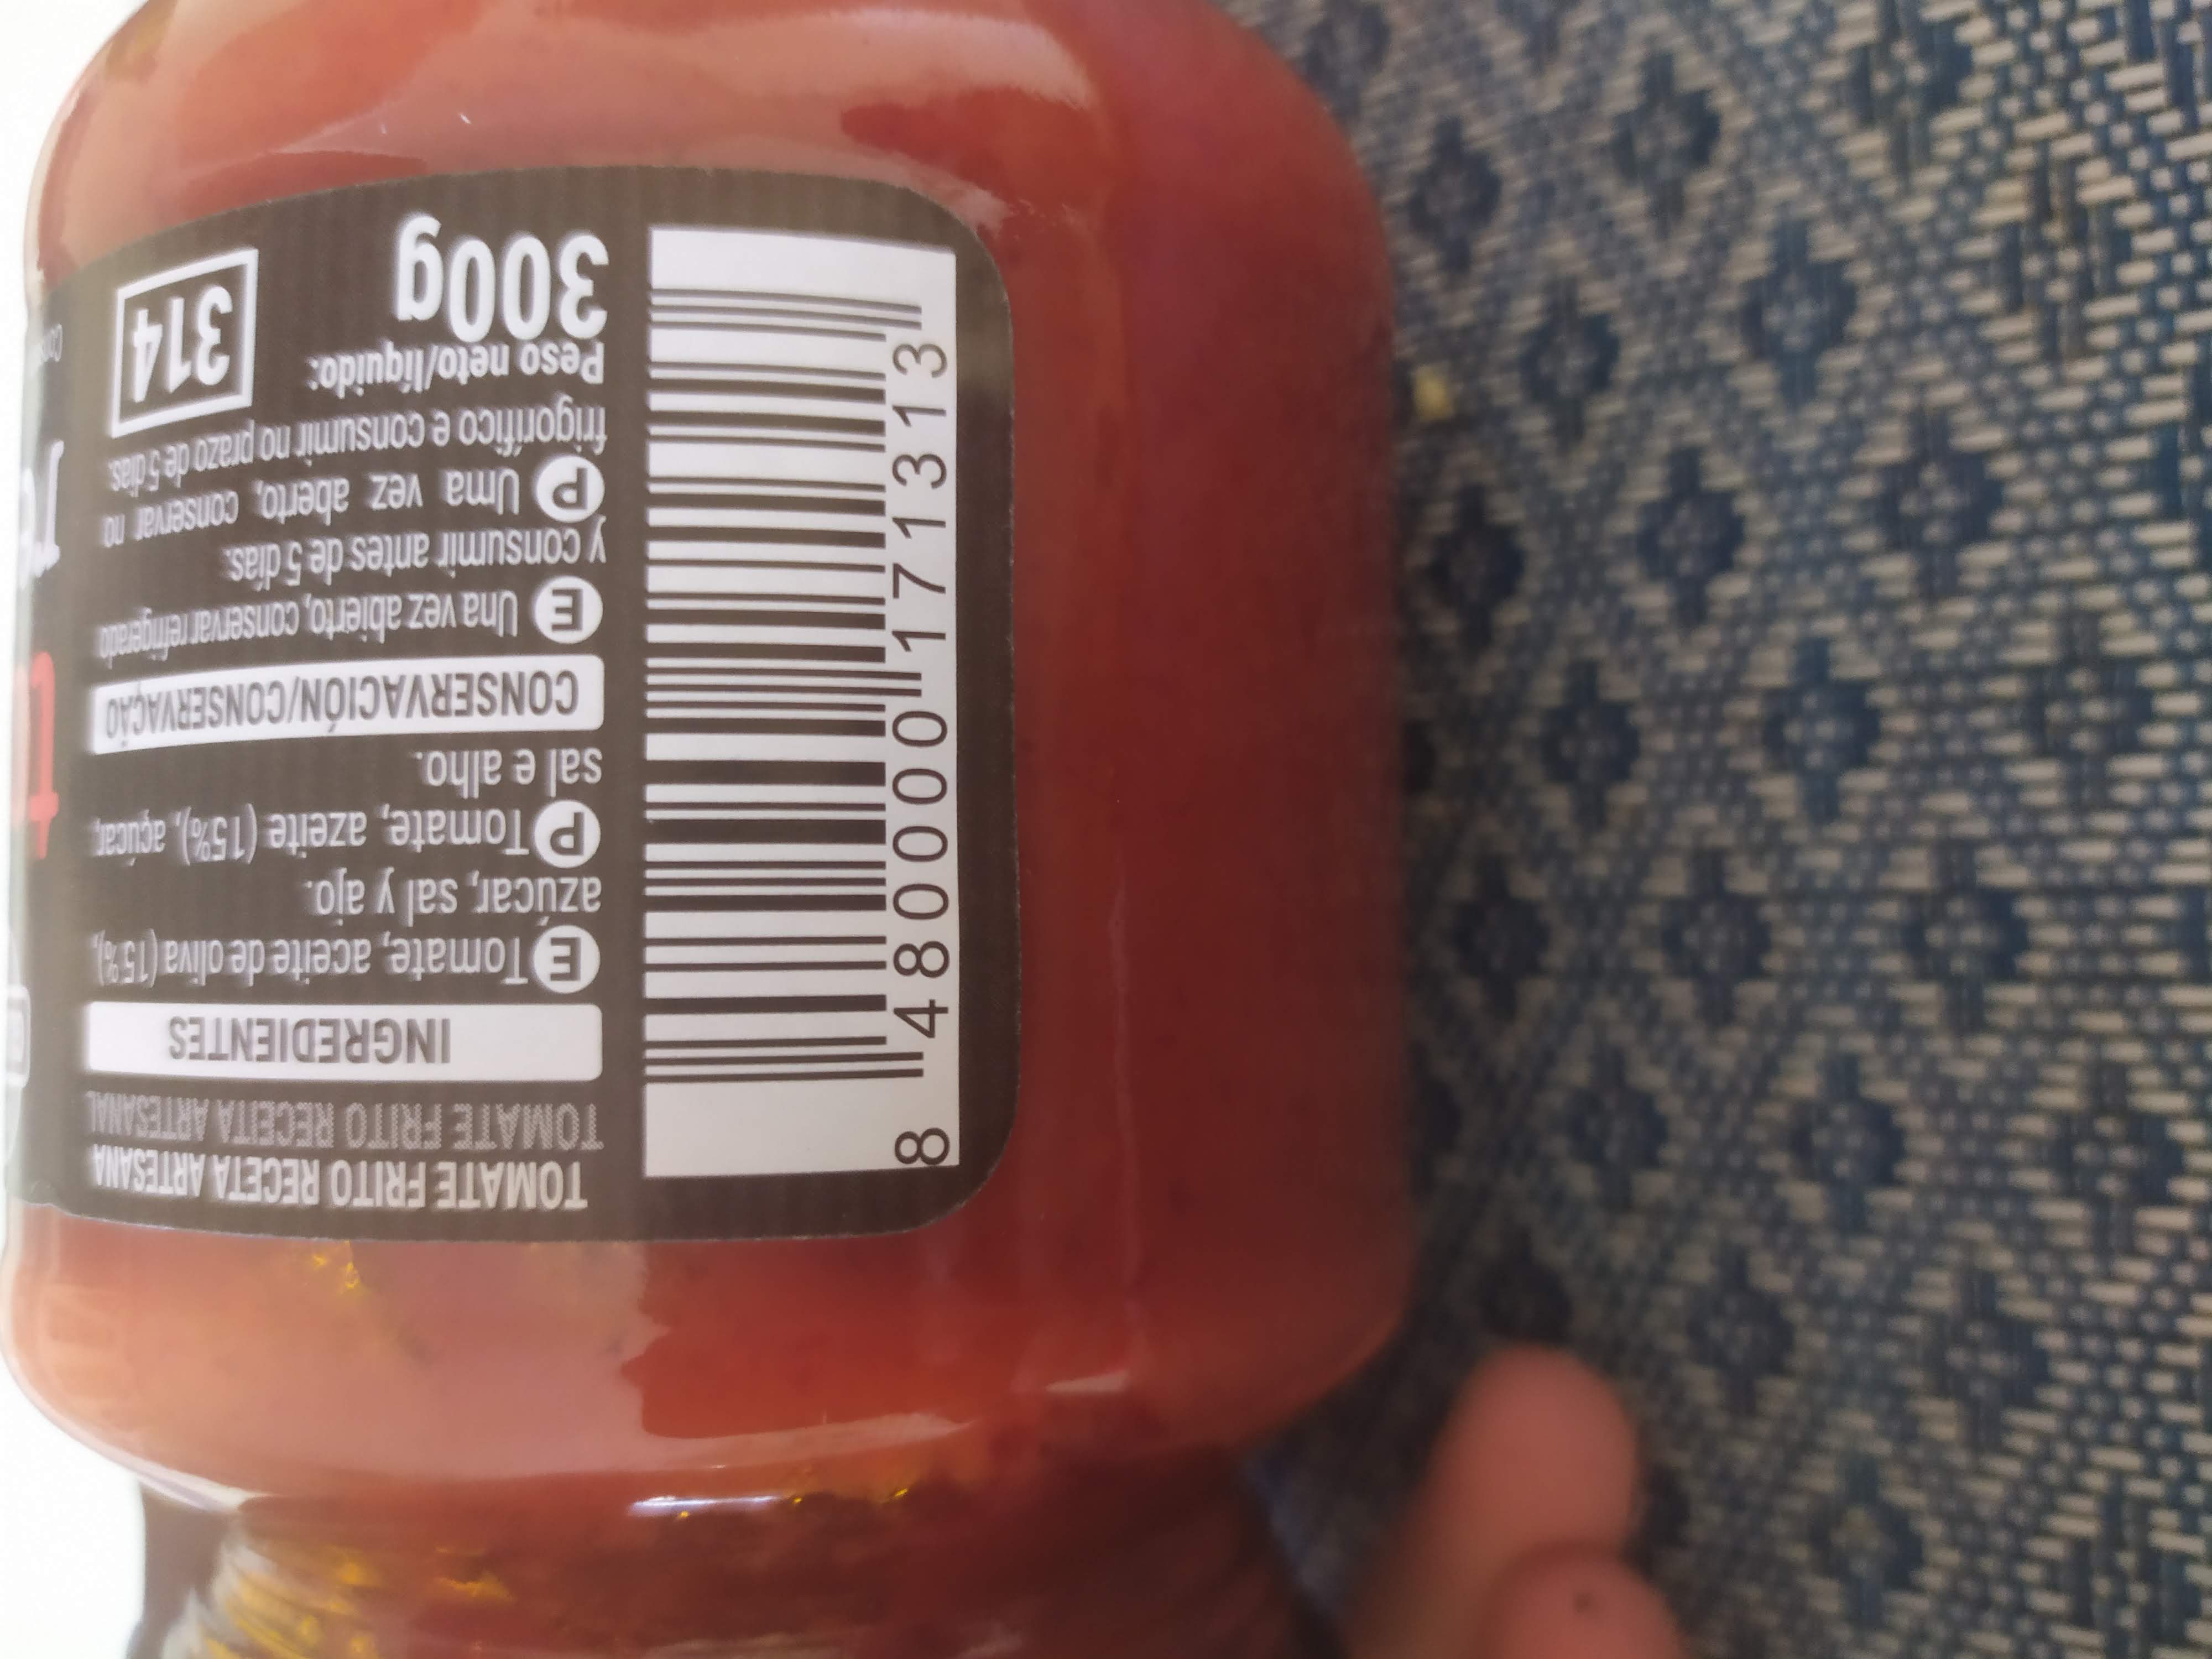 TOMATE FRITO RECETA ARTESANA
TOMATE FRITO RECEITA ARTESANAL
INGREDIENTES
E Tomate, aceite de oliva (15%),
azúcar, sal y ajo.
P Tomate, azeite (15%), açúcar,
sal e alho.
CONSERVACIÓN/CONSERVAÇÃO
E Una vez abierto, conservar refrigerado
y consumir antes de 5 días.
P Uma vez aberto, conservar no
frigorífico e consumir no prazo de 5 dias.
Peso neto/líquido:
300g
314
8 480000 171313